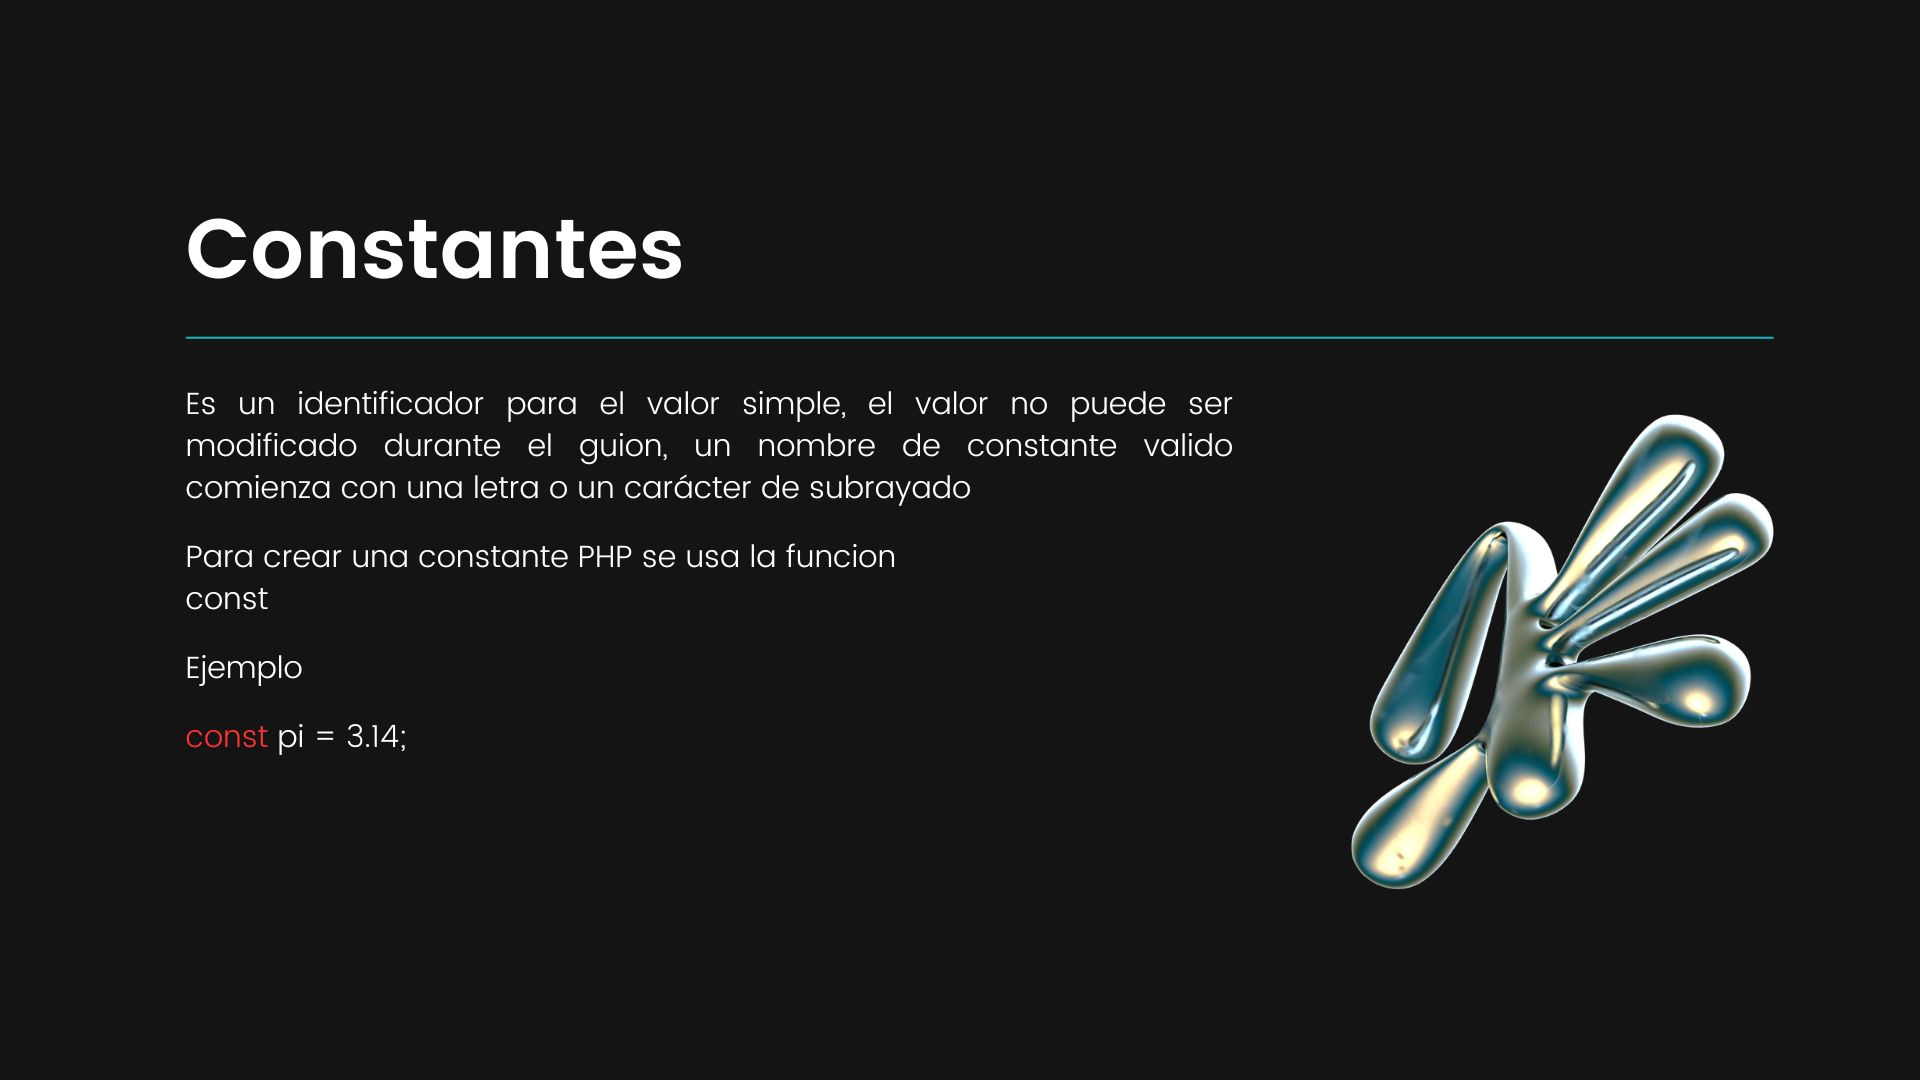 Constantes
Es un identificador para el valor simple, el valor no puede ser
modificado durante el guion, un nombre de constante valido
comienza con una letra o un carácter de subrayado
Para crear una constante PHP se usa la funcion
const
Ejemplo
const pi = 3.14;